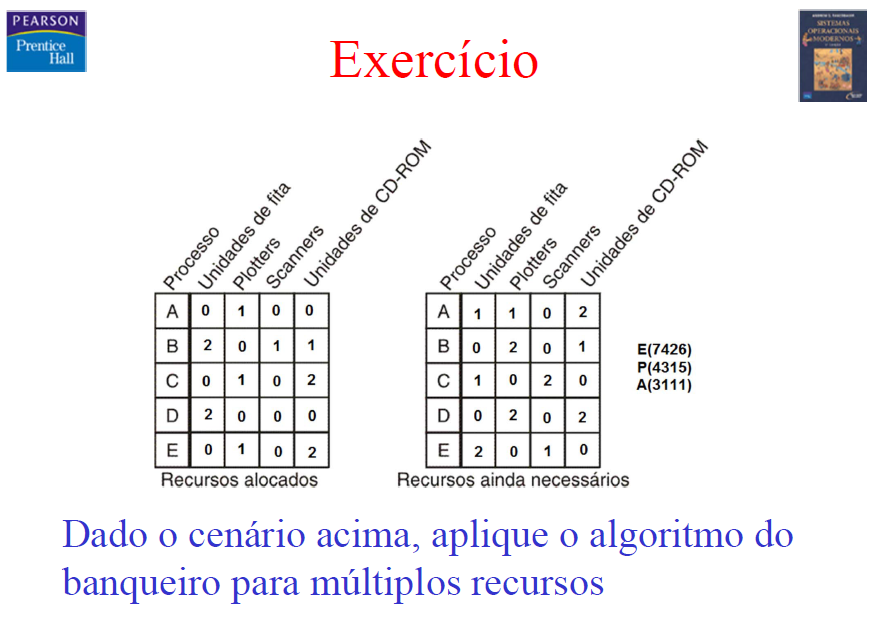 PEARSON
Prentice
Hall
SISTEMAS
OPERACIONAIS
MODERNOS
Exercício
Processo
Unidades de fita
Plotters
Scanners
Unidades de CD-ROM
A 0 1 0 0
B 2 0 1 1
C 0 1 0 2
D 2 0 0 0
E 0 1 0 2
Recursos alocados
Processo
Unidades de fita
Plotters
Scanners
Unidades de CD-ROM
A 1 1 0 2
B 0 2 0 1
C 1 0 2 0
D 0 2 0 2
E 2 0 1 0
Recursos ainda necessários
E(7426)
P(4315)
A(3111)
Dado o cenário acima, aplique o algoritmo do
banqueiro para múltiplos recursos